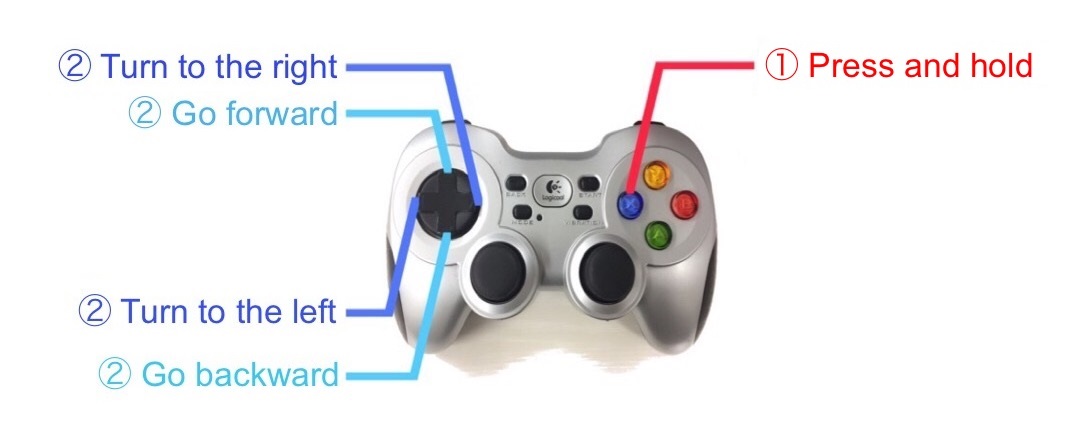 ② Turn to the right
① Press and hold
② Go forward
BACK
START
Logicool
MODE
VIBRATION
Y
X
B
A
② Turn to the left
② Go backward